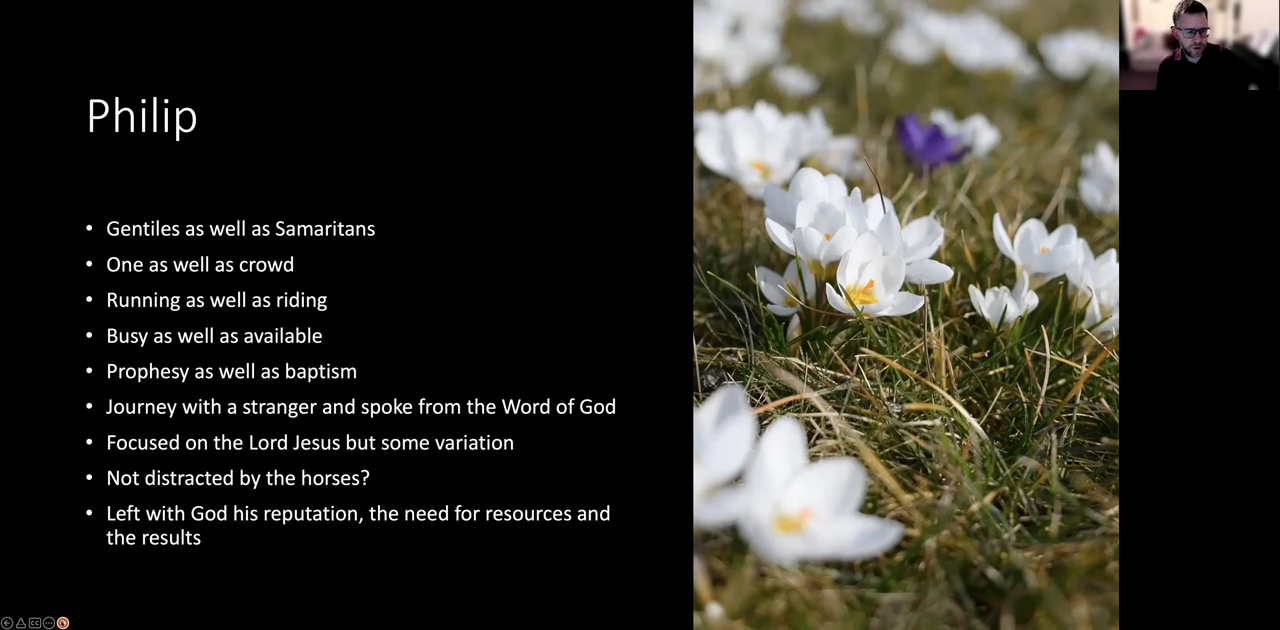 Philip
• Gentiles as well as Samaritans
• One as well as crowd
• Running as well as riding
• Busy as well as available
• Prophesy as well as baptism
• Journey with a stranger and spoke from the Word of God
• Focused on the Lord Jesus but some variation
• Not distracted by the horses?
• Left with God his reputation, the need for resources and
the results
CC